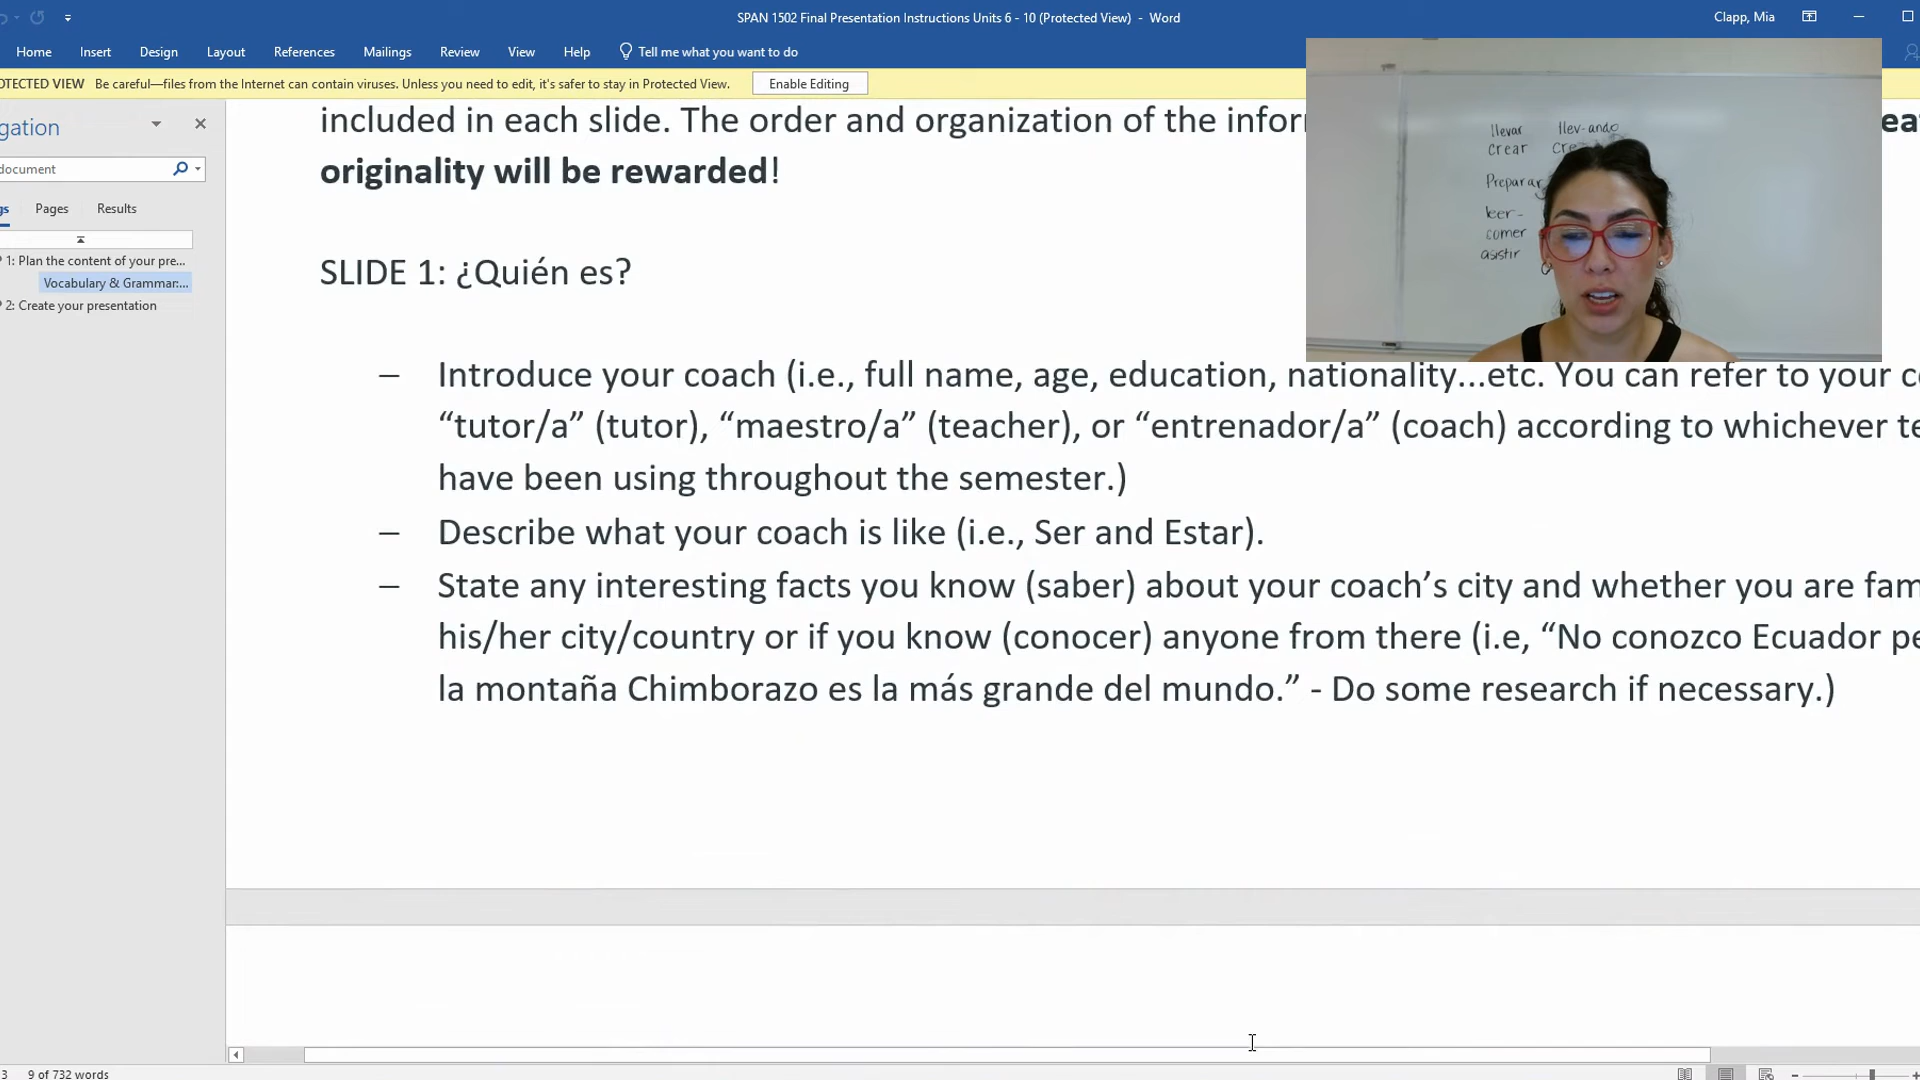 SPAN 1502 Final Presentation Instructions Units 6 - 10 (Protected View) - Word
Clapp, Mia
Home Insert Design Layout References Mailings Review View Help Tell me what you want to do
OTECTED VIEW Be careful—files from the Internet can contain viruses. Unless you need to edit, it's safer to stay in Protected View. Enable Editing
gation
document
gs Pages Results
1: Plan the content of your pre...
Vocabulary & Grammar:...
2: Create your presentation
included in each slide. The order and organization of the infor
originality will be rewarded!
SLIDE 1: ¿Quién es?
– Introduce your coach (i.e., full name, age, education, nationality...etc. You can refer to your c
“tutor/a” (tutor), “maestro/a” (teacher), or “entrenador/a” (coach) according to whichever te
have been using throughout the semester.)
– Describe what your coach is like (i.e., Ser and Estar).
– State any interesting facts you know (saber) about your coach’s city and whether you are fam
his/her city/country or if you know (conocer) anyone from there (i.e, “No conozco Ecuador pe
la montaña Chimborazo es la más grande del mundo.” - Do some research if necessary.)
llevar llev-ando
crear cre
Preparar
leer-
comer
asistir
3 9 of 732 words